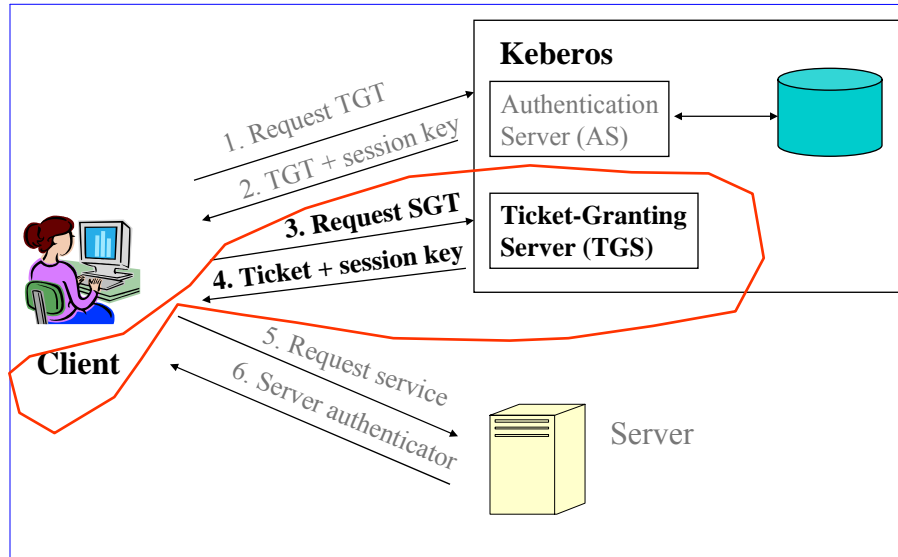 Keberos
Authentication
Server (AS)
1. Request TGT
2. TGT + session key
3. Request SGT
4. Ticket + session key
Ticket-Granting
Server (TGS)
Client
5. Request service
6. Server authenticator
Server